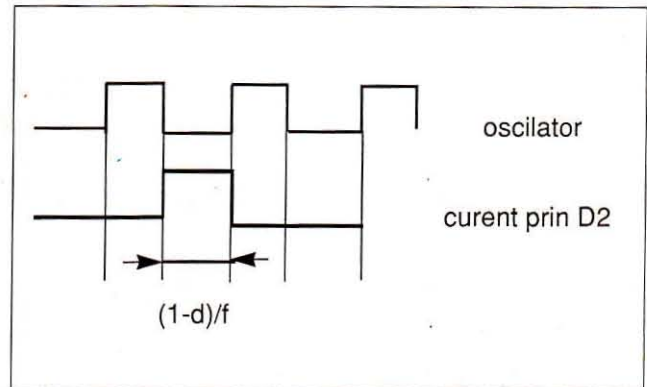 oscilator
curent prin D2
(1-d)/f